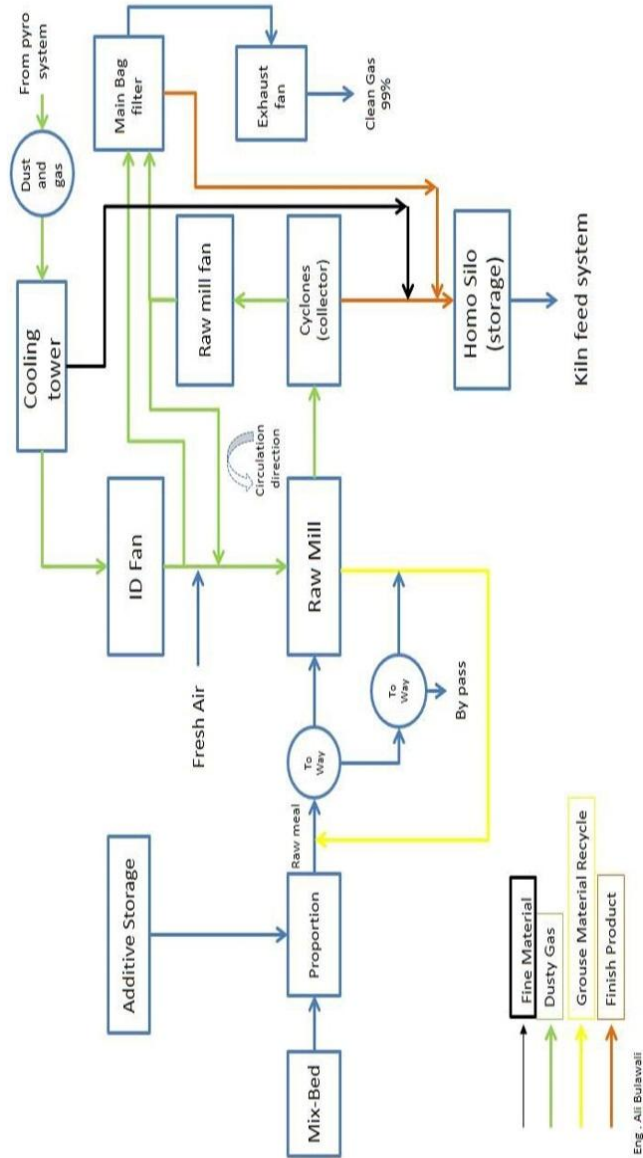 From pyro
system
Dust
and
gas
Cooling
tower
Main Bag
filter
Exhaust
fan
Clean Gas
99%
ID Fan
Raw mill fan
Circulation
direction
Fresh Air
Additive Storage
Mix-Bed
Proportion
Raw meal
To
Way
Raw Mill
Cyclones
(collector)
To
Way
By pass
Homo Silo
(storage)
Kiln feed system
Fine Material
Dusty Gas
Grouse Material Recycle
Finish Product
Eng . Ali Bulawali